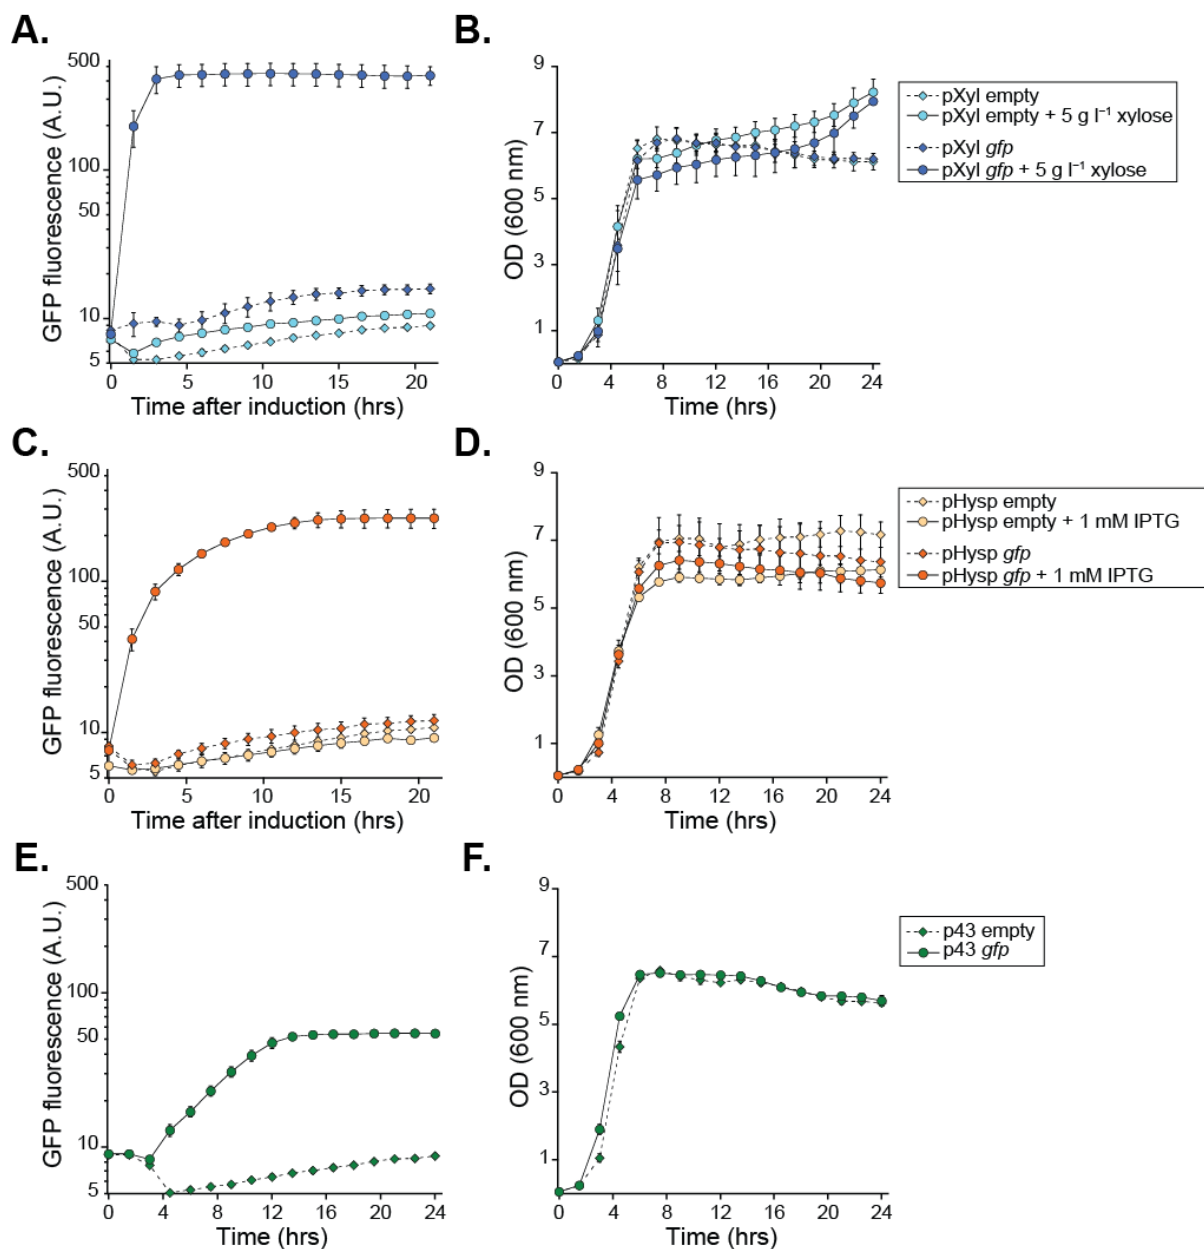 A.
GFP fluorescence (A.U.)
500
100
50
10
5
0
5
10
15
20
Time after induction (hrs)
B.
OD (600 nm)
9
7
5
3
1
0
4
8
12
16
20
24
Time (hrs)
pXyl empty
pXyl empty + 5 g l⁻¹ xylose
pXyl gfp
pXyl gfp + 5 g l⁻¹ xylose
C.
GFP fluorescence (A.U.)
500
100
50
10
5
0
5
10
15
20
Time after induction (hrs)
D.
OD (600 nm)
9
7
5
3
1
0
4
8
12
16
20
24
Time (hrs)
pHysp empty
pHysp empty + 1 mM IPTG
pHysp gfp
pHysp gfp + 1 mM IPTG
E.
GFP fluorescence (A.U.)
500
100
50
10
5
0
4
8
12
16
20
24
Time (hrs)
F.
OD (600 nm)
9
7
5
3
1
0
4
8
12
16
20
24
Time (hrs)
p43 empty
p43 gfp